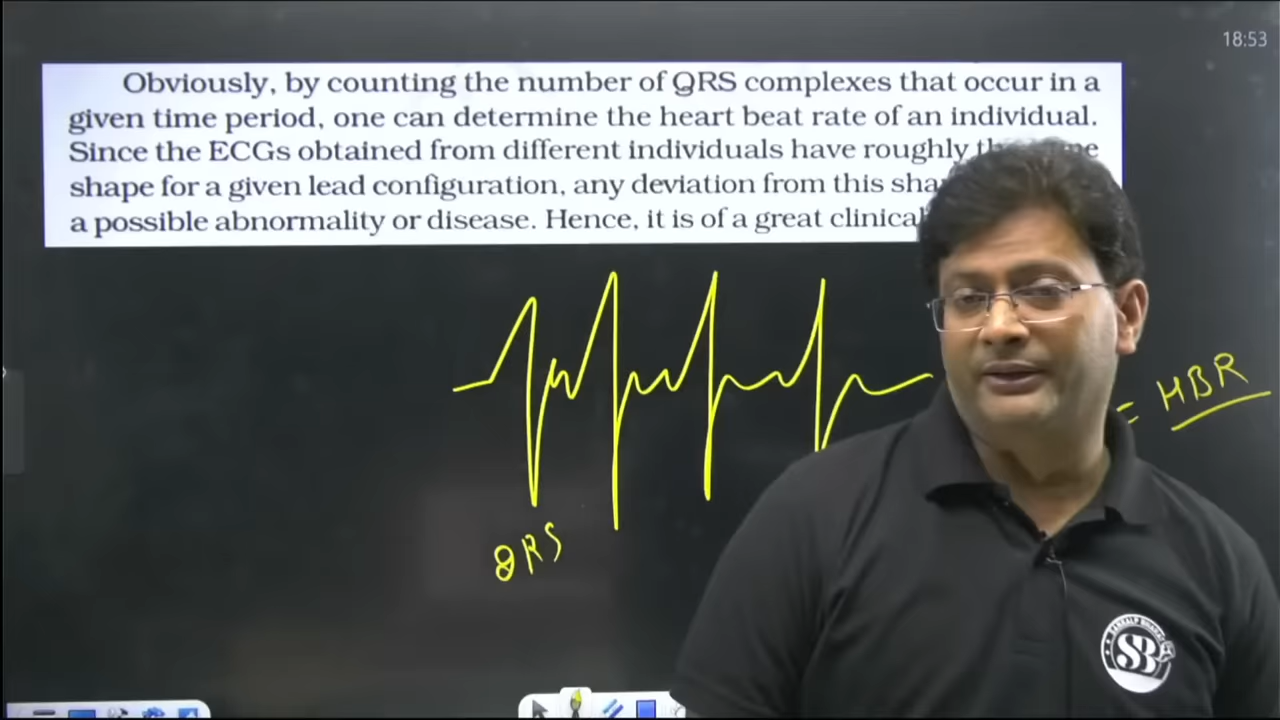 18:53
Obviously, by counting the number of QRS complexes that occur in a
given time period, one can determine the heart beat rate of an individual.
Since the ECGs obtained from different individuals have roughly
shape for a given lead configuration, any deviation from this
a possible abnormality or disease. Hence, it is of a great clinical
= HBR
QRS
SB